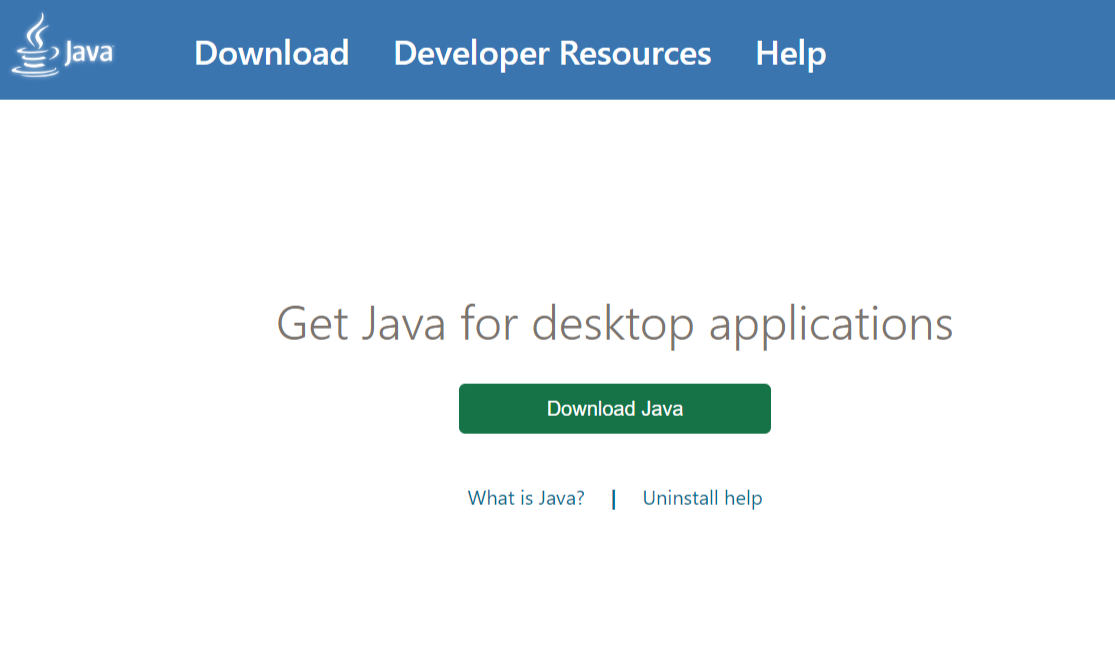 Java Download Developer Resources Help
Get Java for desktop applications
Download Java
What is Java? | Uninstall help